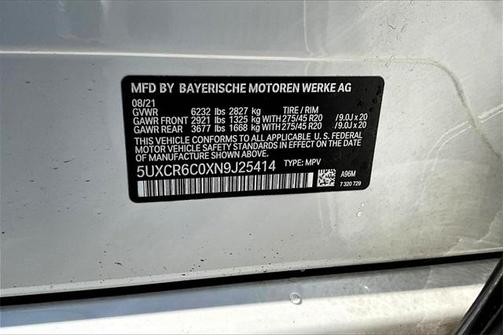 MFD BY BAYERISCHE MOTOREN WERKE AG
08/21
GVWR 6232 lbs 2827 kg TIRE / RIM
GAWR FRONT 2921 lbs 1325 kg WITH 275/45 R20 /9.0J x 20
GAWR REAR 3677 lbs 1668 kg WITH 275/45 R20 /9.0J x 20
THIS VEHICLE CONFORMS TO ALL APPLICABLE U. S. FEDERAL
MOTOR VEHICLE SAFETY STANDARDS IN EFFECT ON THE DATE OF
MANUFACTURE SHOWN ABOVE.
5UXCR6C0XN9J25414 TYPE: MPV A96M
7 320 729